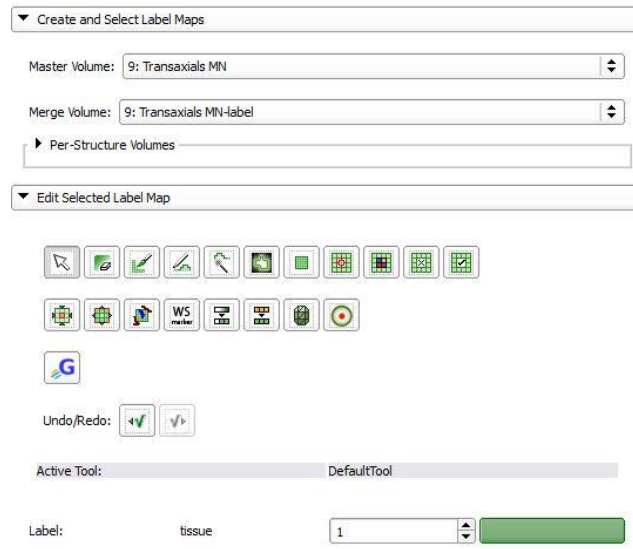 Create and Select Label Maps
Master Volume: 9: Transaxials MN
Merge Volume: 9: Transaxials MN-label
Per-Structure Volumes
Edit Selected Label Map
WS
marker
G
Undo/Redo:
Active Tool: DefaultTool
Label: tissue 1